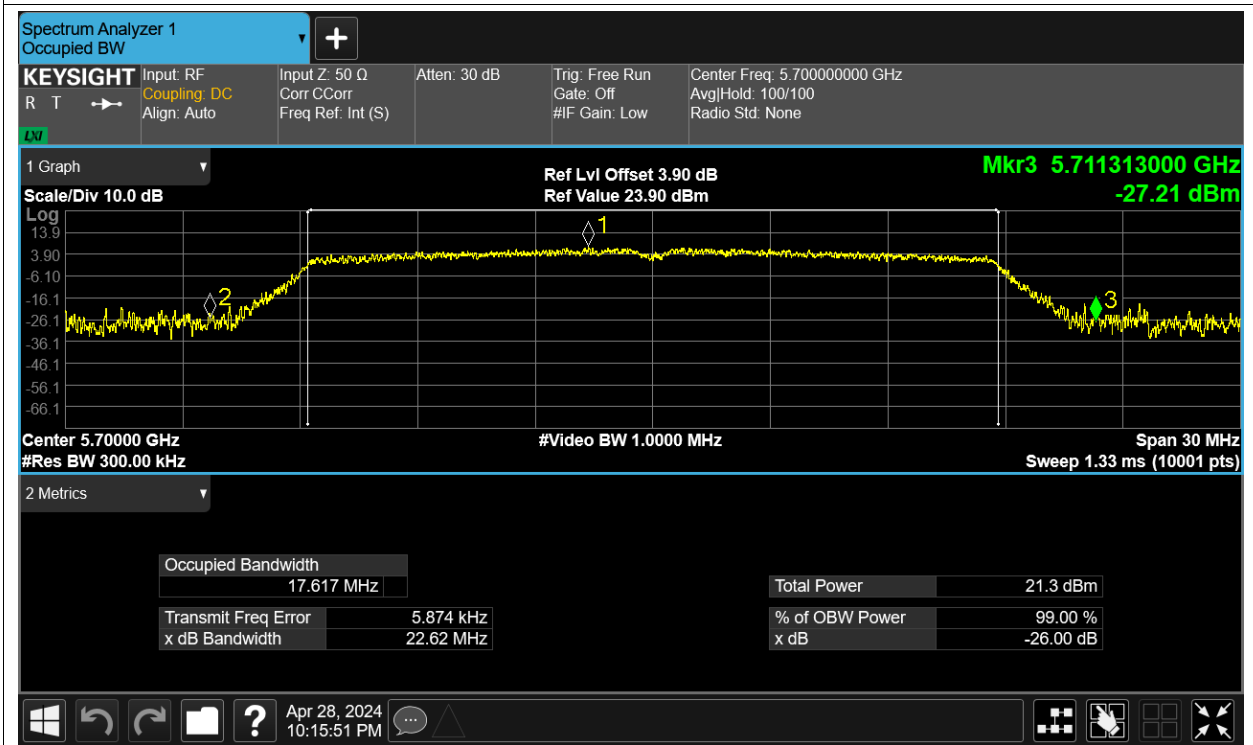 Spectrum Analyzer 1
Occupied BW
KEYSIGHT
R T
LXI
Input: RF
Coupling: DC
Align: Auto
Input Z: 50 Ω
Corr CCorr
Freq Ref: Int (S)
Atten: 30 dB
Trig: Free Run
Gate: Off
#IF Gain: Low
Center Freq: 5.700000000 GHz
Avg|Hold: 100/100
Radio Std: None
1 Graph
Scale/Div 10.0 dB
Ref Lvl Offset 3.90 dB
Ref Value 23.90 dBm
Mkr3 5.711313000 GHz
-27.21 dBm
Log
13.9
3.90
-6.10
-16.1
-26.1
-36.1
-46.1
-56.1
-66.1
1
2
3
Center 5.70000 GHz
#Res BW 300.00 kHz
#Video BW 1.0000 MHz
Span 30 MHz
Sweep 1.33 ms (10001 pts)
2 Metrics
Occupied Bandwidth
17.617 MHz
Transmit Freq Error 5.874 kHz
x dB Bandwidth 22.62 MHz
Total Power 21.3 dBm
% of OBW Power 99.00 %
x dB -26.00 dB
?
Apr 28, 2024
10:15:51 PM